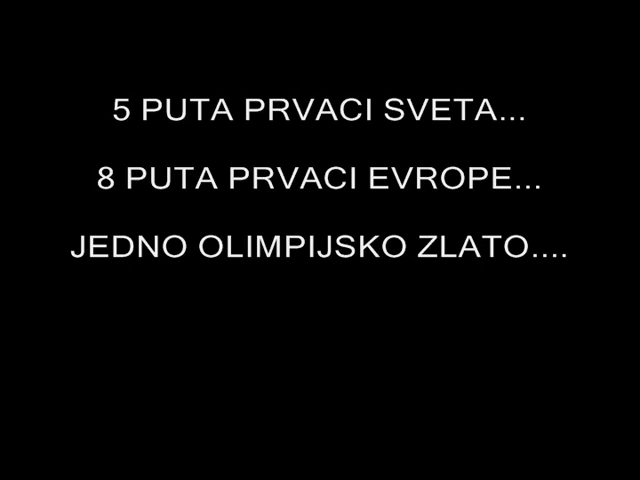 5 PUTA PRVACI SVETA...
8 PUTA PRVACI EVROPE...
JEDNO OLIMPIJSKO ZLATO....